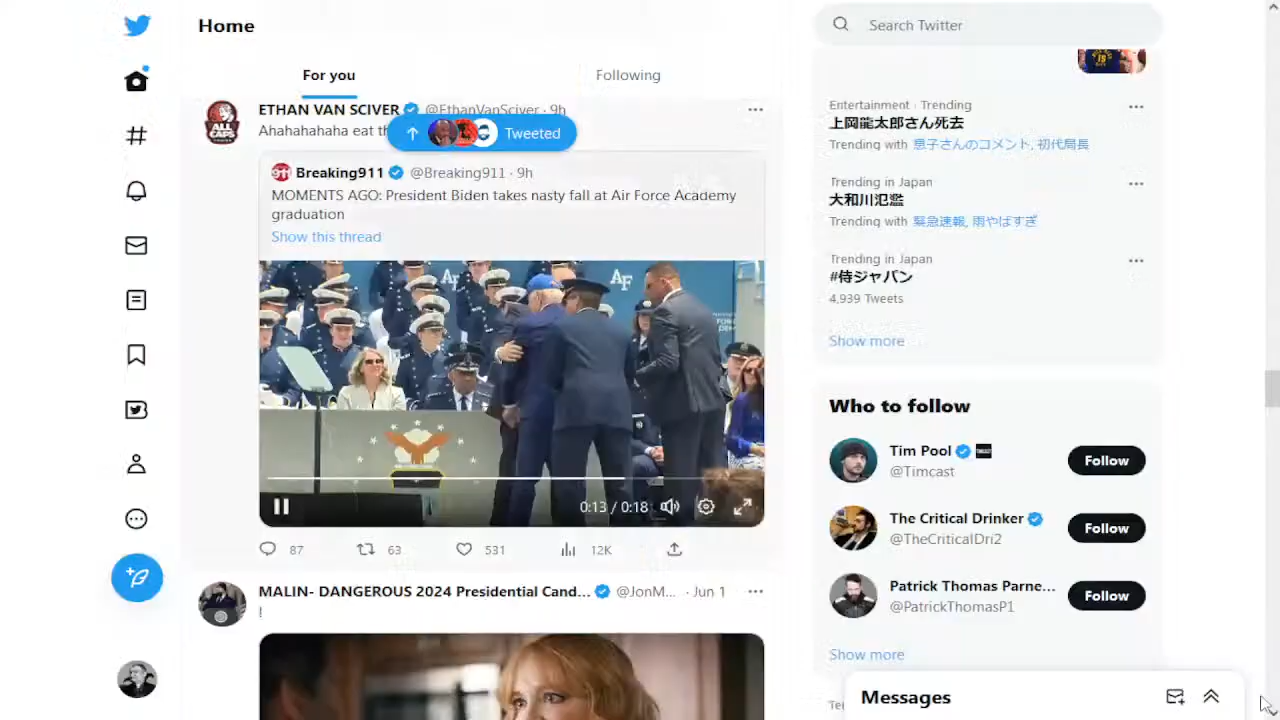 Home
Search Twitter
For you
Following
ETHAN VAN SCIVER @EthanVanSciver · 9h
Ahahahahaha eat th
Tweeted
Breaking911 @Breaking911 · 9h
MOMENTS AGO: President Biden takes nasty fall at Air Force Academy
graduation
Show this thread
AF
0:13 / 0:18
87
63
531
12K
MALIN- DANGEROUS 2024 Presidential Cand... @JonM... · Jun 1
!
Entertainment · Trending
上岡龍太郎さん死去
Trending with 息子さんのコメント, 初代局長
Trending in Japan
大和川氾濫
Trending with 緊急速報, 雨やばすぎ
Trending in Japan
#侍ジャパン
4,939 Tweets
Show more
Who to follow
Tim Pool
@Timcast
Follow
The Critical Drinker
@TheCriticalDri2
Follow
Patrick Thomas Parne...
@PatrickThomasP1
Follow
Show more
Messages